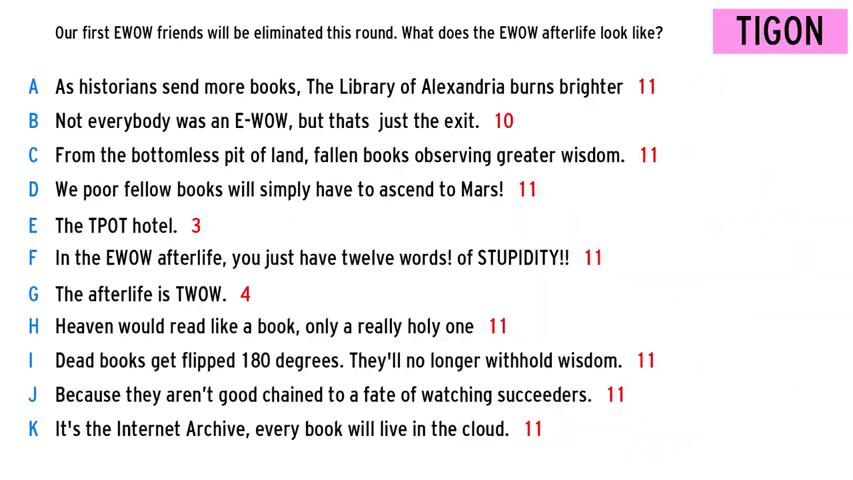 Our first EWOW friends will be eliminated this round. What does the EWOW afterlife look like?
TIGON
A As historians send more books, The Library of Alexandria burns brighter 11
B Not everybody was an E-WOW, but thats  just the exit. 10
C From the bottomless pit of land, fallen books observing greater wisdom. 11
D We poor fellow books will simply have to ascend to Mars! 11
E The TPOT hotel. 3
F In the EWOW afterlife, you just have twelve words! of STUPIDITY!! 11
G The afterlife is TWOW. 4
H Heaven would read like a book, only a really holy one 11
I Dead books get flipped 180 degrees. They'll no longer withhold wisdom. 11
J Because they aren’t good chained to a fate of watching succeeders. 11
K It's the Internet Archive, every book will live in the cloud. 11